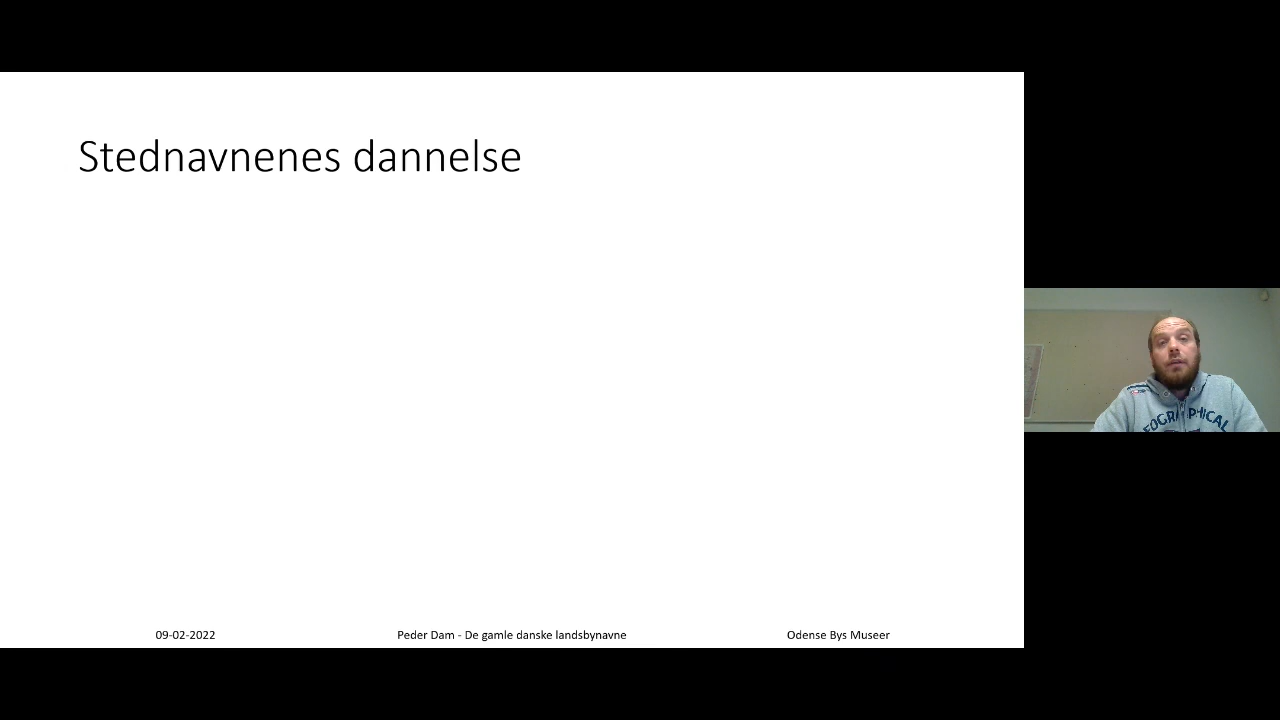 Stednavnenes dannelse
09-02-2022
Peder Dam - De gamle danske landsbynavne
Odense Bys Museer